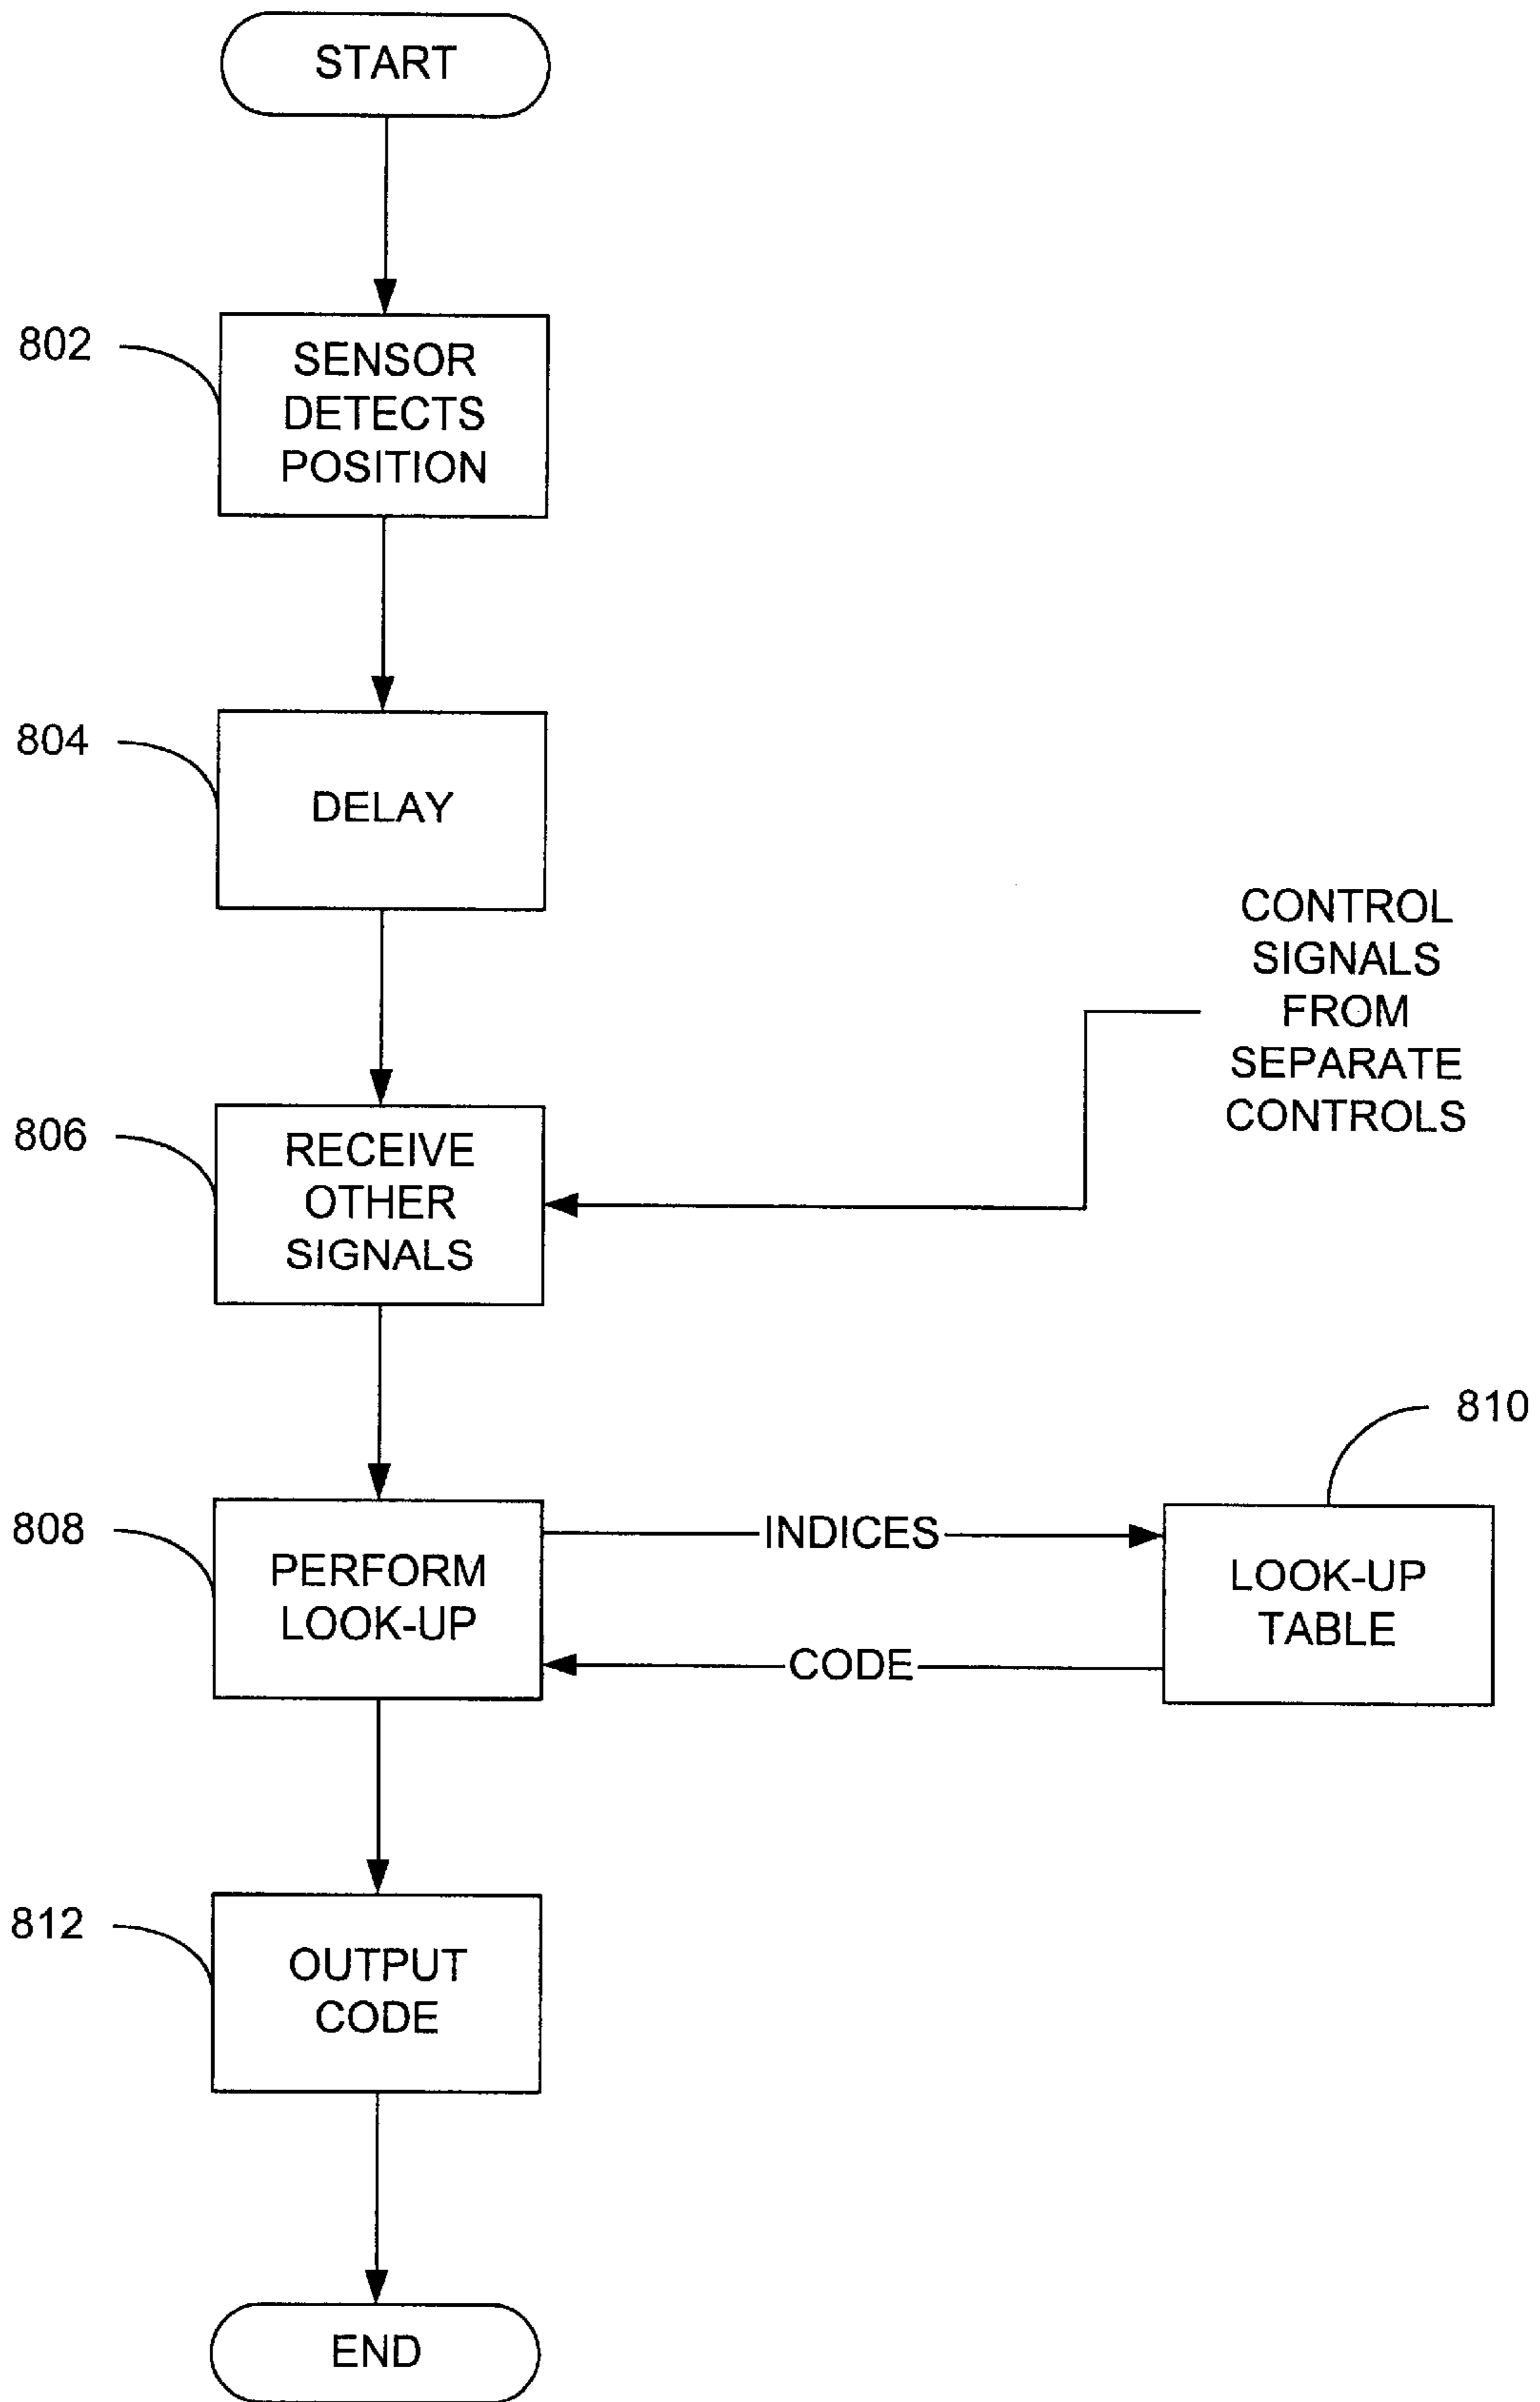 START
802
SENSOR
DETECTS
POSITION
804
DELAY
CONTROL
SIGNALS
FROM
SEPARATE
CONTROLS
806
RECEIVE
OTHER
SIGNALS
810
808
PERFORM
LOOK-UP
INDICES
CODE
LOOK-UP
TABLE
812
OUTPUT
CODE
END